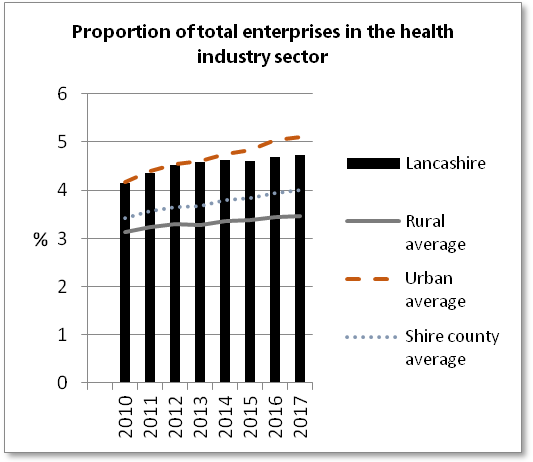 Proportion of total enterprises in the health
industry sector
6
5
4
3
2
1
0
%
2010
2011
2012
2013
2014
2015
2016
2017
Lancashire
Rural
average
Urban
average
Shire county
average